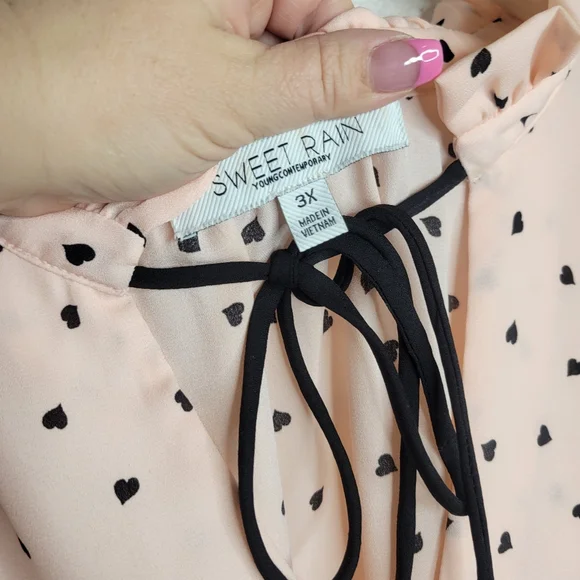 SWEET RAIN
YOUNGCONTEMPORARY
3X
MADE IN
VIETNAM